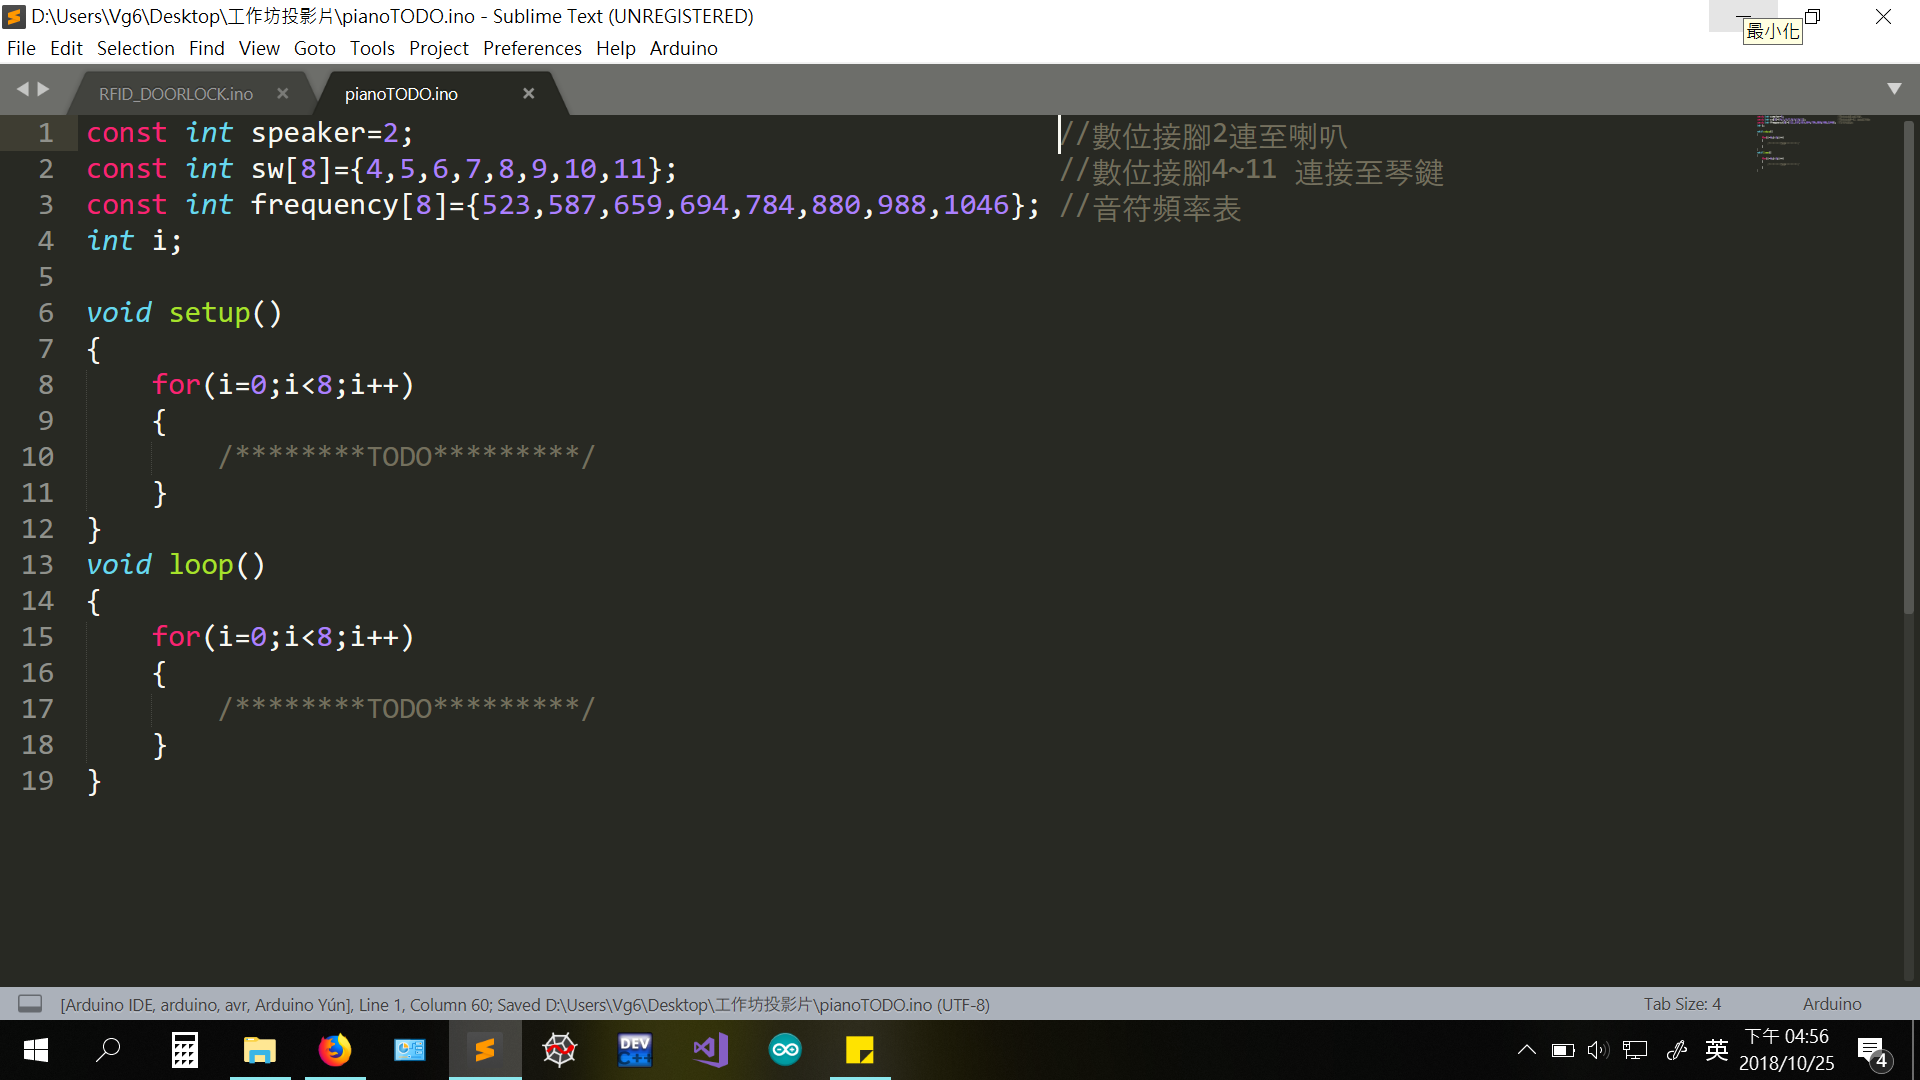 D:\Users\Vg6\Desktop\工作坊投影片\pianoTODO.ino - Sublime Text (UNREGISTERED)
最小化
File Edit Selection Find View Goto Tools Project Preferences Help Arduino
RFID_DOORLOCK.ino
pianoTODO.ino
1 const int speaker=2; //數位接腳2連至喇叭
2 const int sw[8]={4,5,6,7,8,9,10,11}; //數位接腳4~11 連接至琴鍵
3 const int frequency[8]={523,587,659,694,784,880,988,1046}; //音符頻率表
4 int i;
5
6 void setup()
7 {
8     for(i=0;i<8;i++)
9     {
10         /********TODO*********/
11     }
12 }
13 void loop()
14 {
15     for(i=0;i<8;i++)
16     {
17         /********TODO*********/
18     }
19 }
[Arduino IDE, arduino, avr, Arduino Yún], Line 1, Column 60; Saved D:\Users\Vg6\Desktop\工作坊投影片\pianoTODO.ino (UTF-8)
Tab Size: 4
Arduino
DEV C++
英
下午 04:56
2018/10/25
4